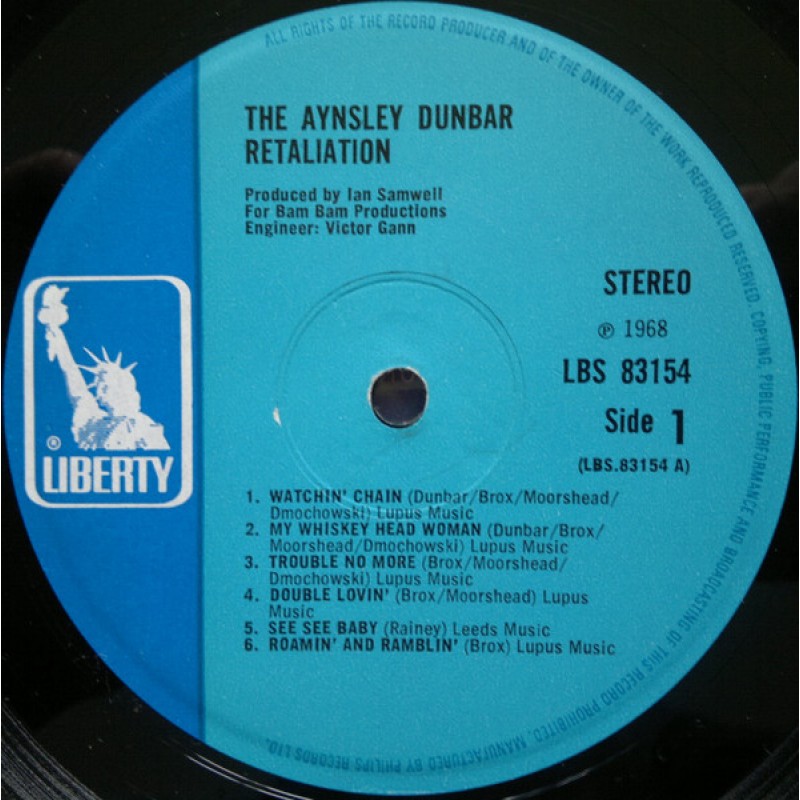 ALL RIGHTS OF THE RECORD PRODUCER AND OF THE OWNER OF THE WORK REPRODUCED RESERVED. COPYING, PUBLIC PERFORMANCE AND BROADCASTING OF THIS RECORD PROHIBITED. MANUFACTURED BY PHILIPS RECORDS LTD.
THE AYNSLEY DUNBAR
RETALIATION
Produced by Ian Samwell
For Bam Bam Productions
Engineer: Victor Gann
STEREO
℗ 1968
LBS 83154
Side 1
(LBS.83154 A)
® LIBERTY
1. WATCHIN' CHAIN (Dunbar/Brox/Moorshead/
Dmochowski) Lupus Music
2. MY WHISKEY HEAD WOMAN (Dunbar/Brox/
Moorshead/Dmochowski) Lupus Music
3. TROUBLE NO MORE (Brox/Moorshead/
Dmochowski) Lupus Music
4. DOUBLE LOVIN' (Brox/Moorshead) Lupus
Music
5. SEE SEE BABY (Rainey) Leeds Music
6. ROAMIN' AND RAMBLIN' (Brox) Lupus Music